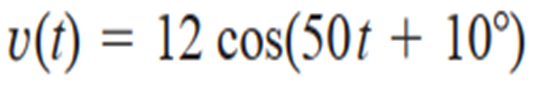 v(t) = 12 cos(50t + 10°)